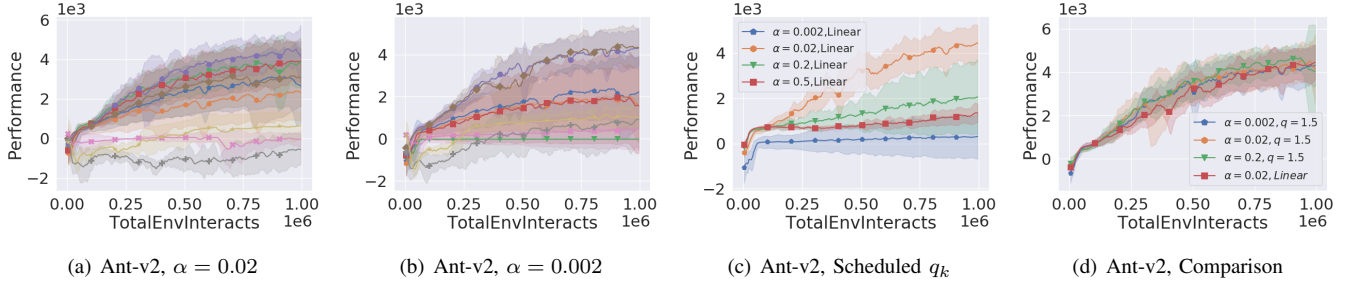 1e3
6
4
2
0
−2
Performance
0.00 0.25 0.50 0.75 1.00
TotalEnvInteracts
1e6
(a) Ant-v2, α = 0.02
1e3
4
2
0
−2
Performance
0.00 0.25 0.50 0.75 1.00
TotalEnvInteracts
1e6
(b) Ant-v2, α = 0.002
1e3
4
2
0
−2
Performance
α = 0.002,Linear
α = 0.02,Linear
α = 0.2,Linear
α = 0.5,Linear
0.00 0.25 0.50 0.75 1.00
TotalEnvInteracts
1e6
(c) Ant-v2, Scheduled qk
1e3
6
4
2
0
Performance
α = 0.002, q = 1.5
α = 0.02, q = 1.5
α = 0.2, q = 1.5
α = 0.02, Linear
0.00 0.25 0.50 0.75 1.00
TotalEnvInteracts
1e6
(d) Ant-v2, Comparison